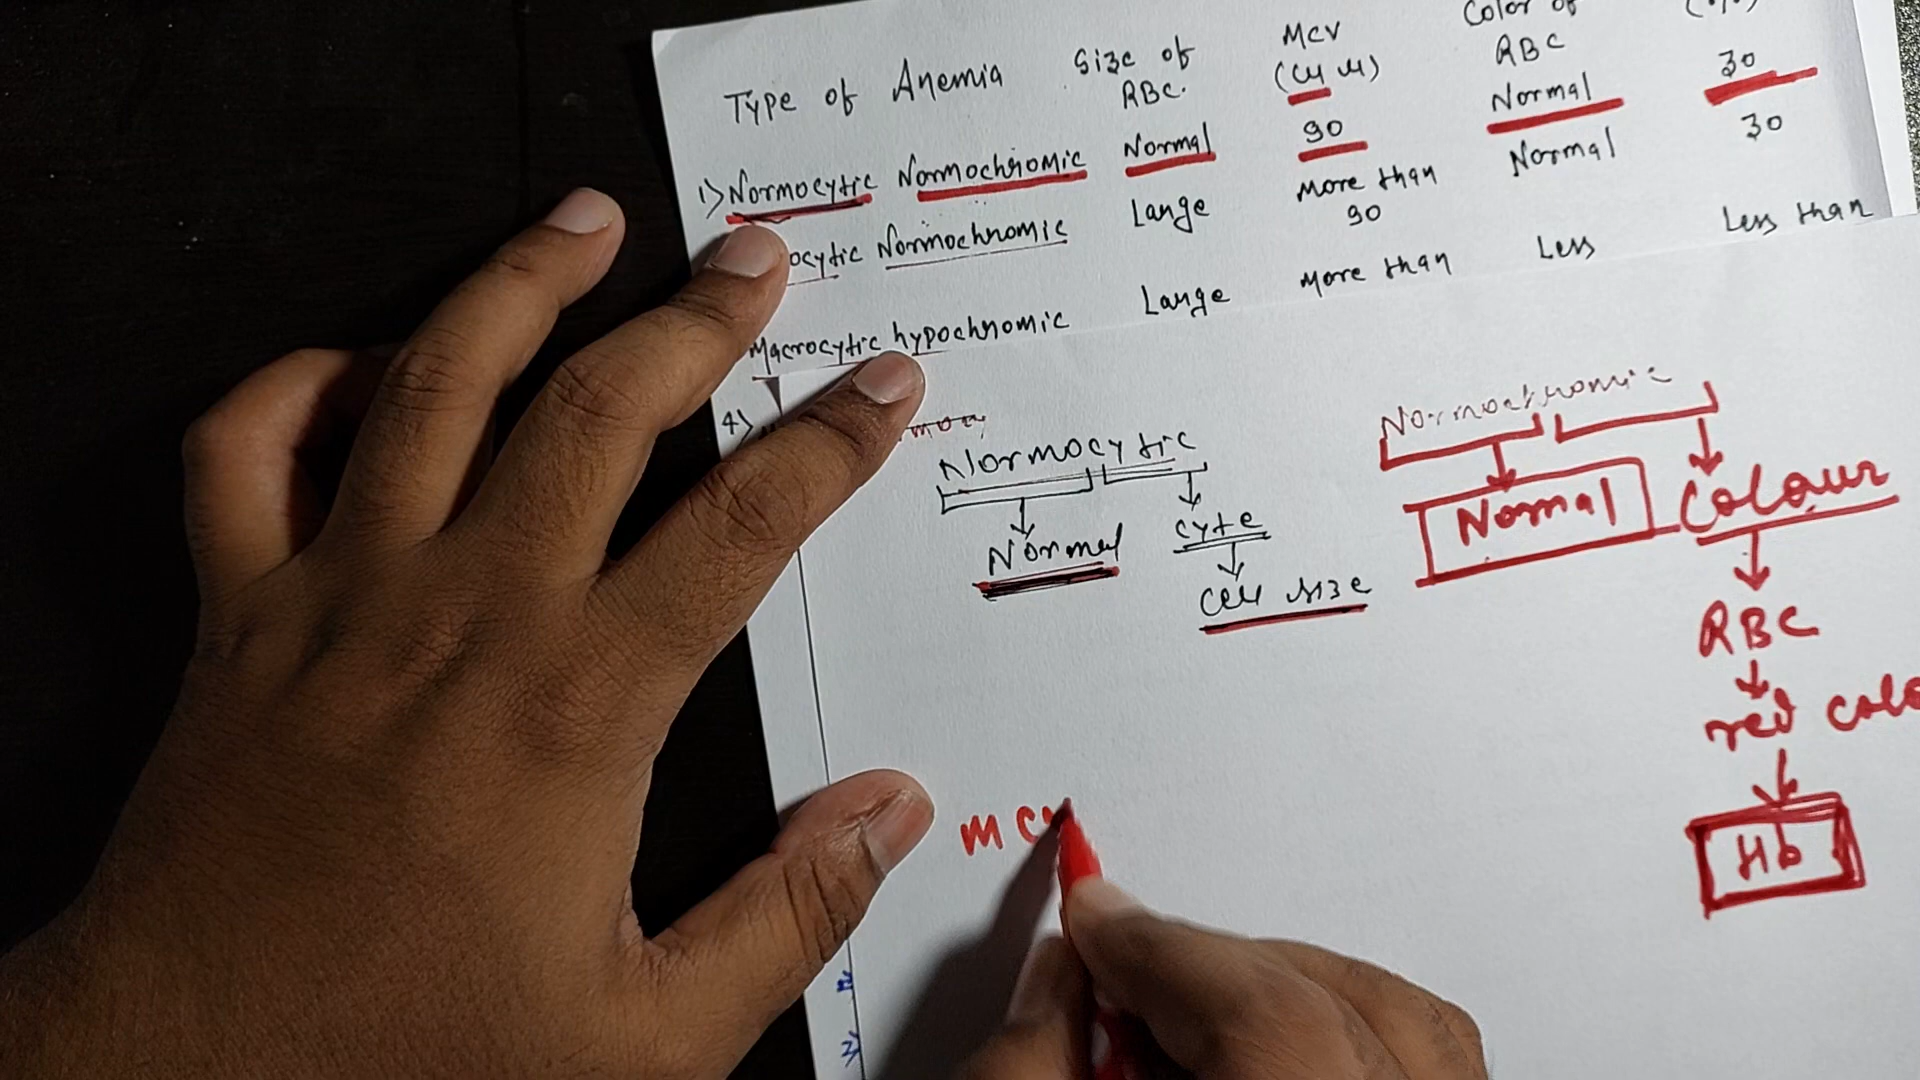 Type of Anemia Size of RBC. MCV (cu u) Color of RBC (%)
1) Normocytic Normochromic Normal 90 Normal 30
ocytic Normochromic Large More than 90 Normal 30
Macrocytic hypochromic Large More than Less Less than
4)
Normocytic
Normal
cyte
cell size
Normochromic
Normal
Colour
RBC
red colo
Hb
MCV